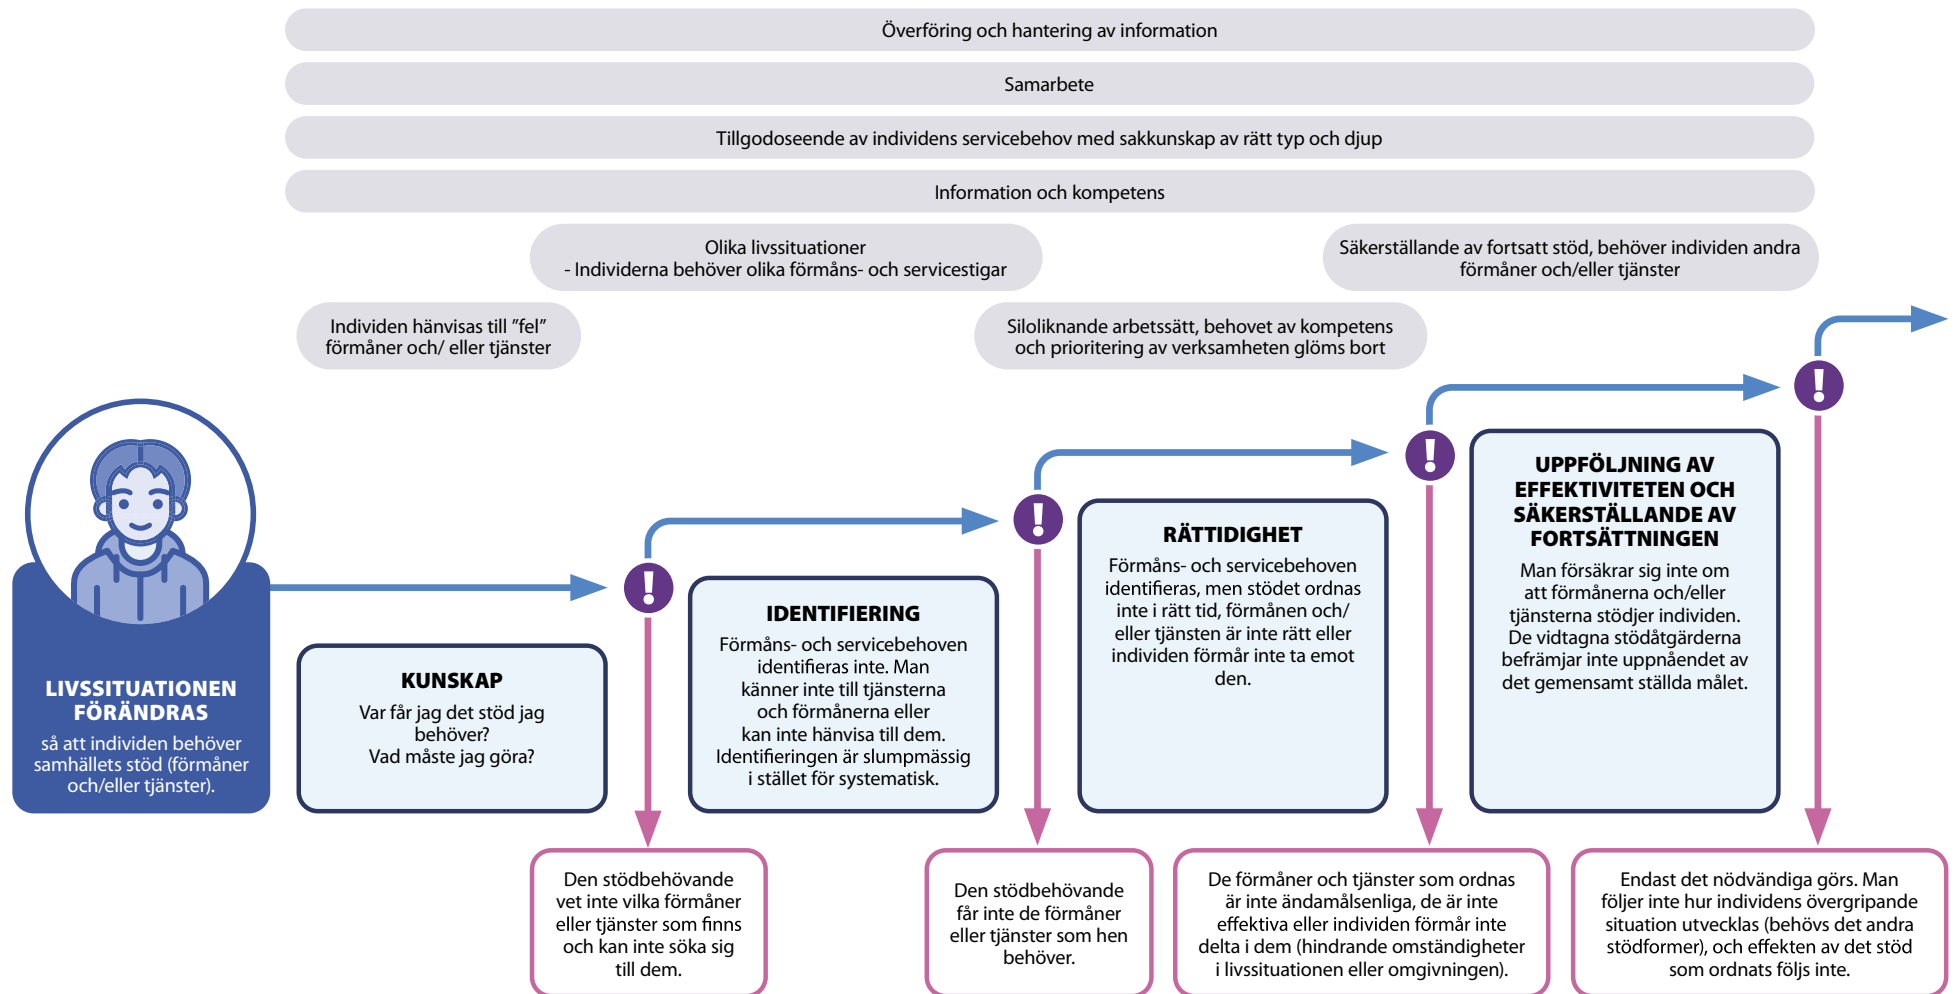 Överföring och hantering av information
Samarbete
Tillgodoseende av individens servicebehov med sakkunskap av rätt typ och djup
Information och kompetens
Olika livssituationer
- Individerna behöver olika förmåns- och servicestigar
Säkerställande av fortsatt stöd, behöver individen andra
förmåner och/eller tjänster
Individen hänvisas till ”fel”
förmåner och/ eller tjänster
Siloliknande arbetssätt, behovet av kompetens
och prioritering av verksamheten glöms bort
LIVSSITUATIONEN
FÖRÄNDRAS
så att individen behöver
samhällets stöd (förmåner
och/eller tjänster).
KUNSKAP
Var får jag det stöd jag
behöver?
Vad måste jag göra?
!
IDENTIFIERING
Förmåns- och servicebehoven
identifieras inte. Man
känner inte till tjänsterna
och förmånerna eller
kan inte hänvisa till dem.
Identifieringen är slumpmässig
i stället för systematisk.
!
RÄTTIDIGHET
Förmåns- och servicebehoven
identifieras, men stödet ordnas
inte i rätt tid, förmånen och/
eller tjänsten är inte rätt eller
individen förmår inte ta emot
den.
!
UPPFÖLJNING AV
EFFEKTIVITETEN OCH
SÄKERSTÄLLANDE AV
FORTSÄTTNINGEN
Man försäkrar sig inte om
att förmånerna och/eller
tjänsterna stödjer individen.
De vidtagna stödåtgärderna
befrämjar inte uppnåendet av
det gemensamt ställda målet.
!
Den stödbehövande
vet inte vilka förmåner
eller tjänster som finns
och kan inte söka sig
till dem.
Den stödbehövande
får inte de förmåner
eller tjänster som hen
behöver.
De förmåner och tjänster som ordnas
är inte ändamålsenliga, de är inte
effektiva eller individen förmår inte
delta i dem (hindrande omständigheter
i livssituationen eller omgivningen).
Endast det nödvändiga görs. Man
följer inte hur individens övergripande
situation utvecklas (behövs det andra
stödformer), och effekten av det stöd
som ordnats följs inte.